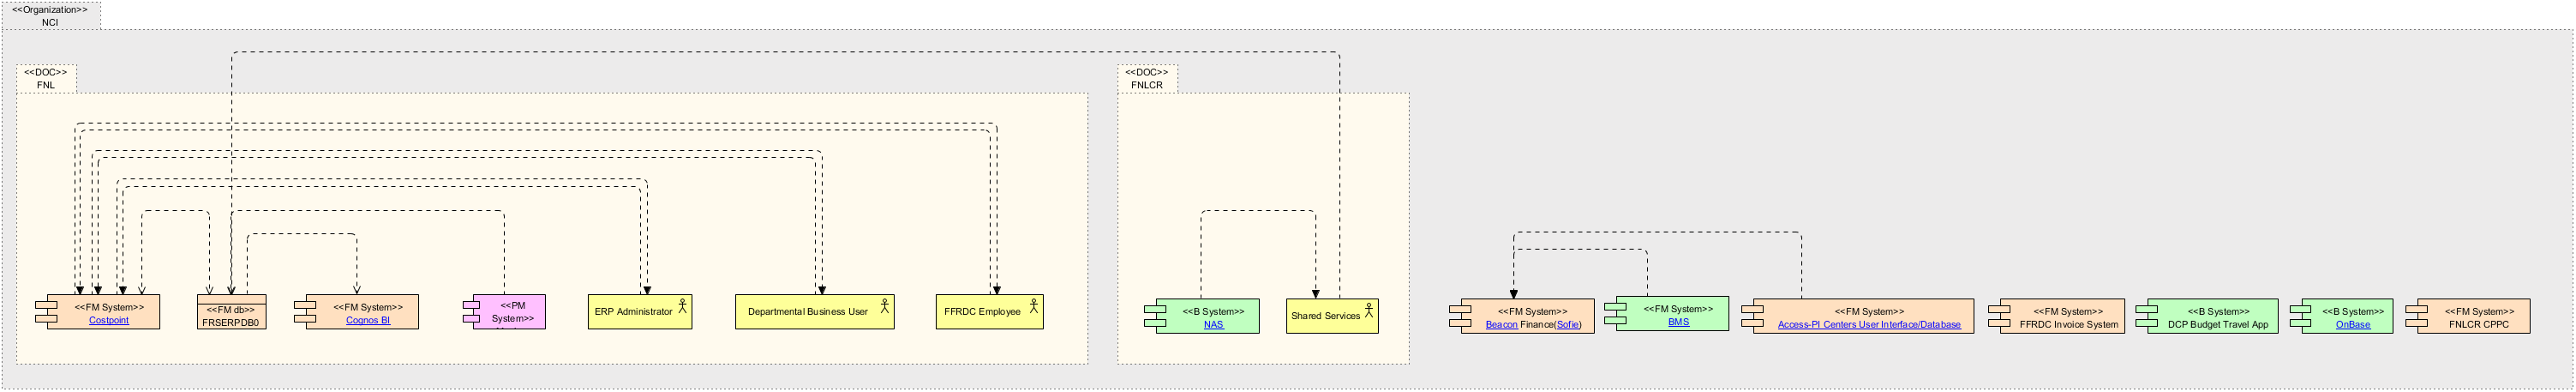 <<Organization>>
NCI
<<DOC>>
FNL
<<DOC>>
FNLCR
<<FM System>>
Costpoint
<<FM db>>
FRSERPDB0
<<FM System>>
Cognos BI
<<PM
System>>
ERP Administrator
Departmental Business User
FFRDC Employee
<<B System>>
NAS
Shared Services
<<FM System>>
Beacon Finance(Sofie)
<<FM System>>
BMS
<<FM System>>
Access-PI Centers User Interface/Database
<<FM System>>
FFRDC Invoice System
<<B System>>
DCP Budget Travel App
<<B System>>
OnBase
<<FM System>>
FNLCR CPPC